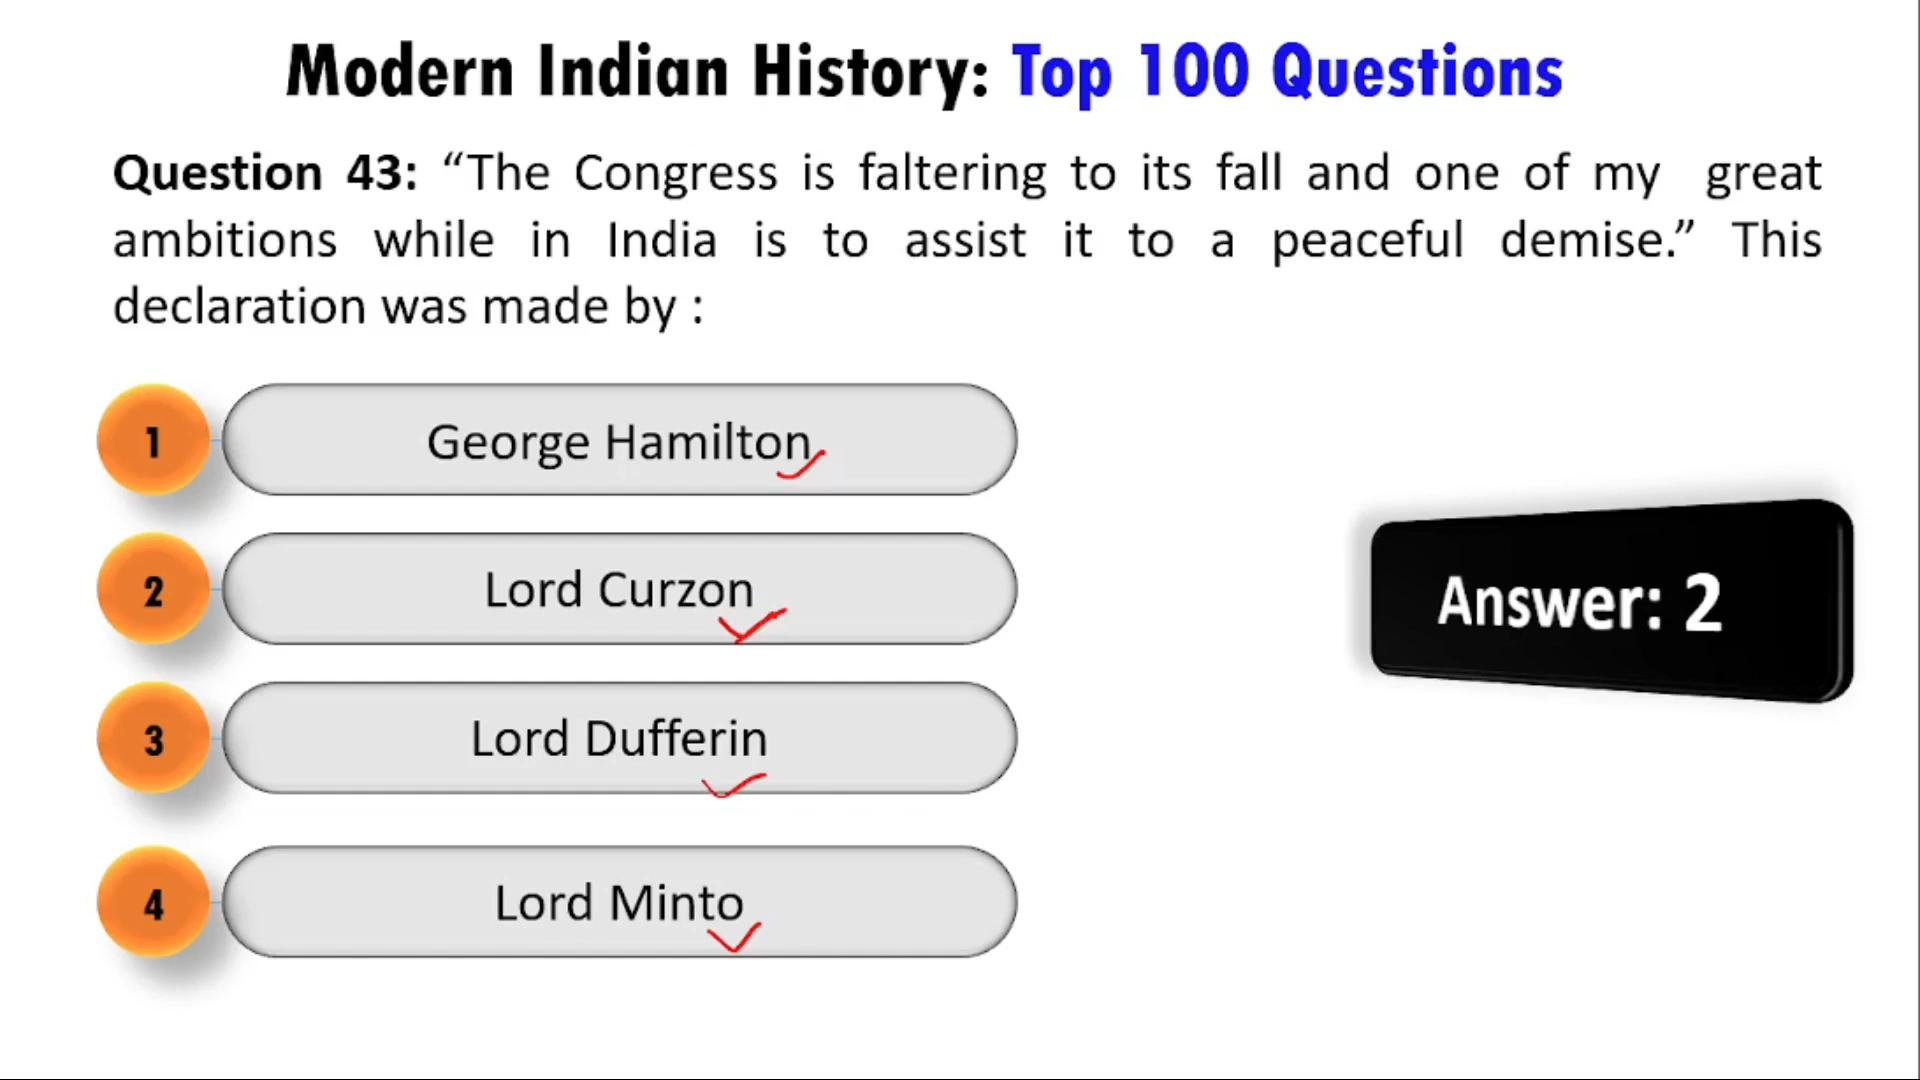 Modern Indian History: Top 100 Questions
Question 43: “The Congress is faltering to its fall and one of my great
ambitions while in India is to assist it to a peaceful demise.” This
declaration was made by :
1 George Hamilton
2 Lord Curzon
3 Lord Dufferin
4 Lord Minto
Answer: 2